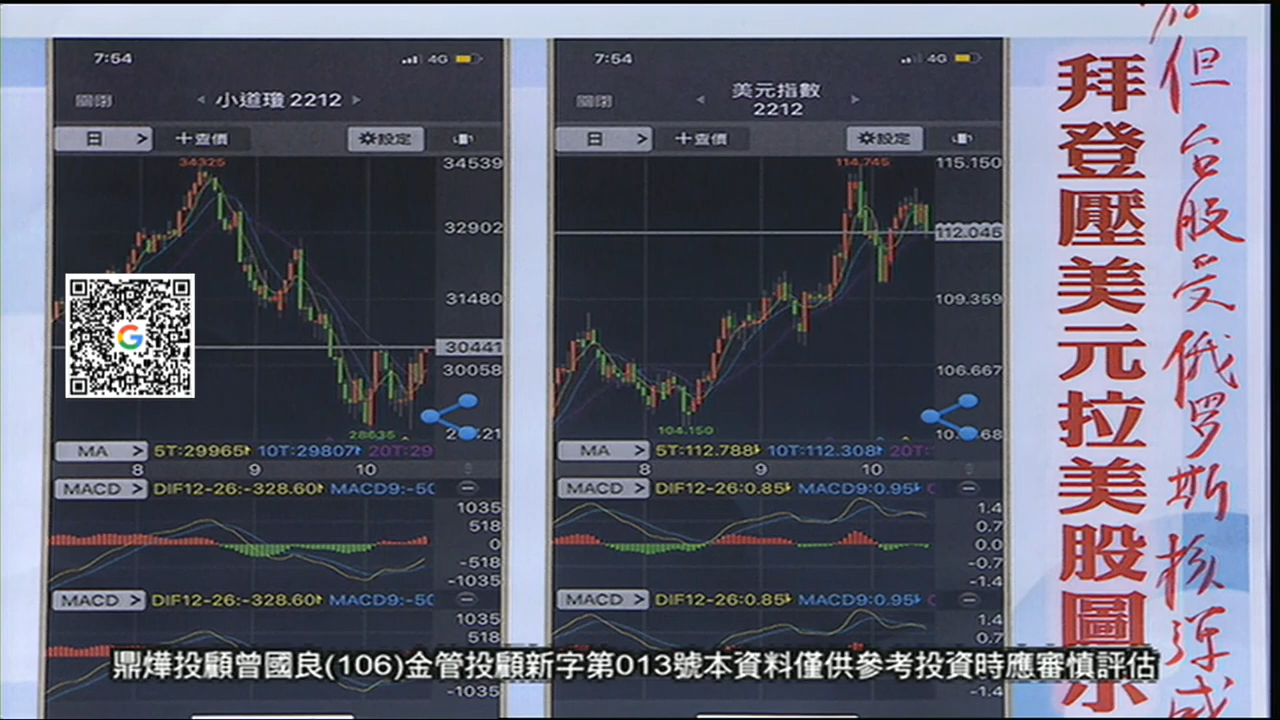 7:54
4G
關閉
小道瓊 2212
日
查價
設定
34325
34539
32902
31480
30441
30058
28635
MA
5T:29965
10T:29807
20T:29
8
9
10
MACD
DIF12-26:-328.60
MACD9:-50
1035
518
0
-518
-1035
MACD
DIF12-26:-328.60
MACD9:-50
1035
518
-1035
7:54
4G
關閉
美元指數
2212
日
查價
設定
114.745
115.150
112.046
109.359
106.667
104.150
MA
5T:112.788
10T:112.308
20T:
8
9
10
MACD
DIF12-26:0.85
MACD9:0.95
1.4
0.7
0.0
-0.7
-1.4
MACD
DIF12-26:0.85
MACD9:0.95
1.4
0.7
-1.4
拜登壓美元拉美股圖示
但台股受俄罗斯核彈威
鼎燁投顧曾國良(106)金管投顧新字第013號本資料僅供參考投資時應審慎評估